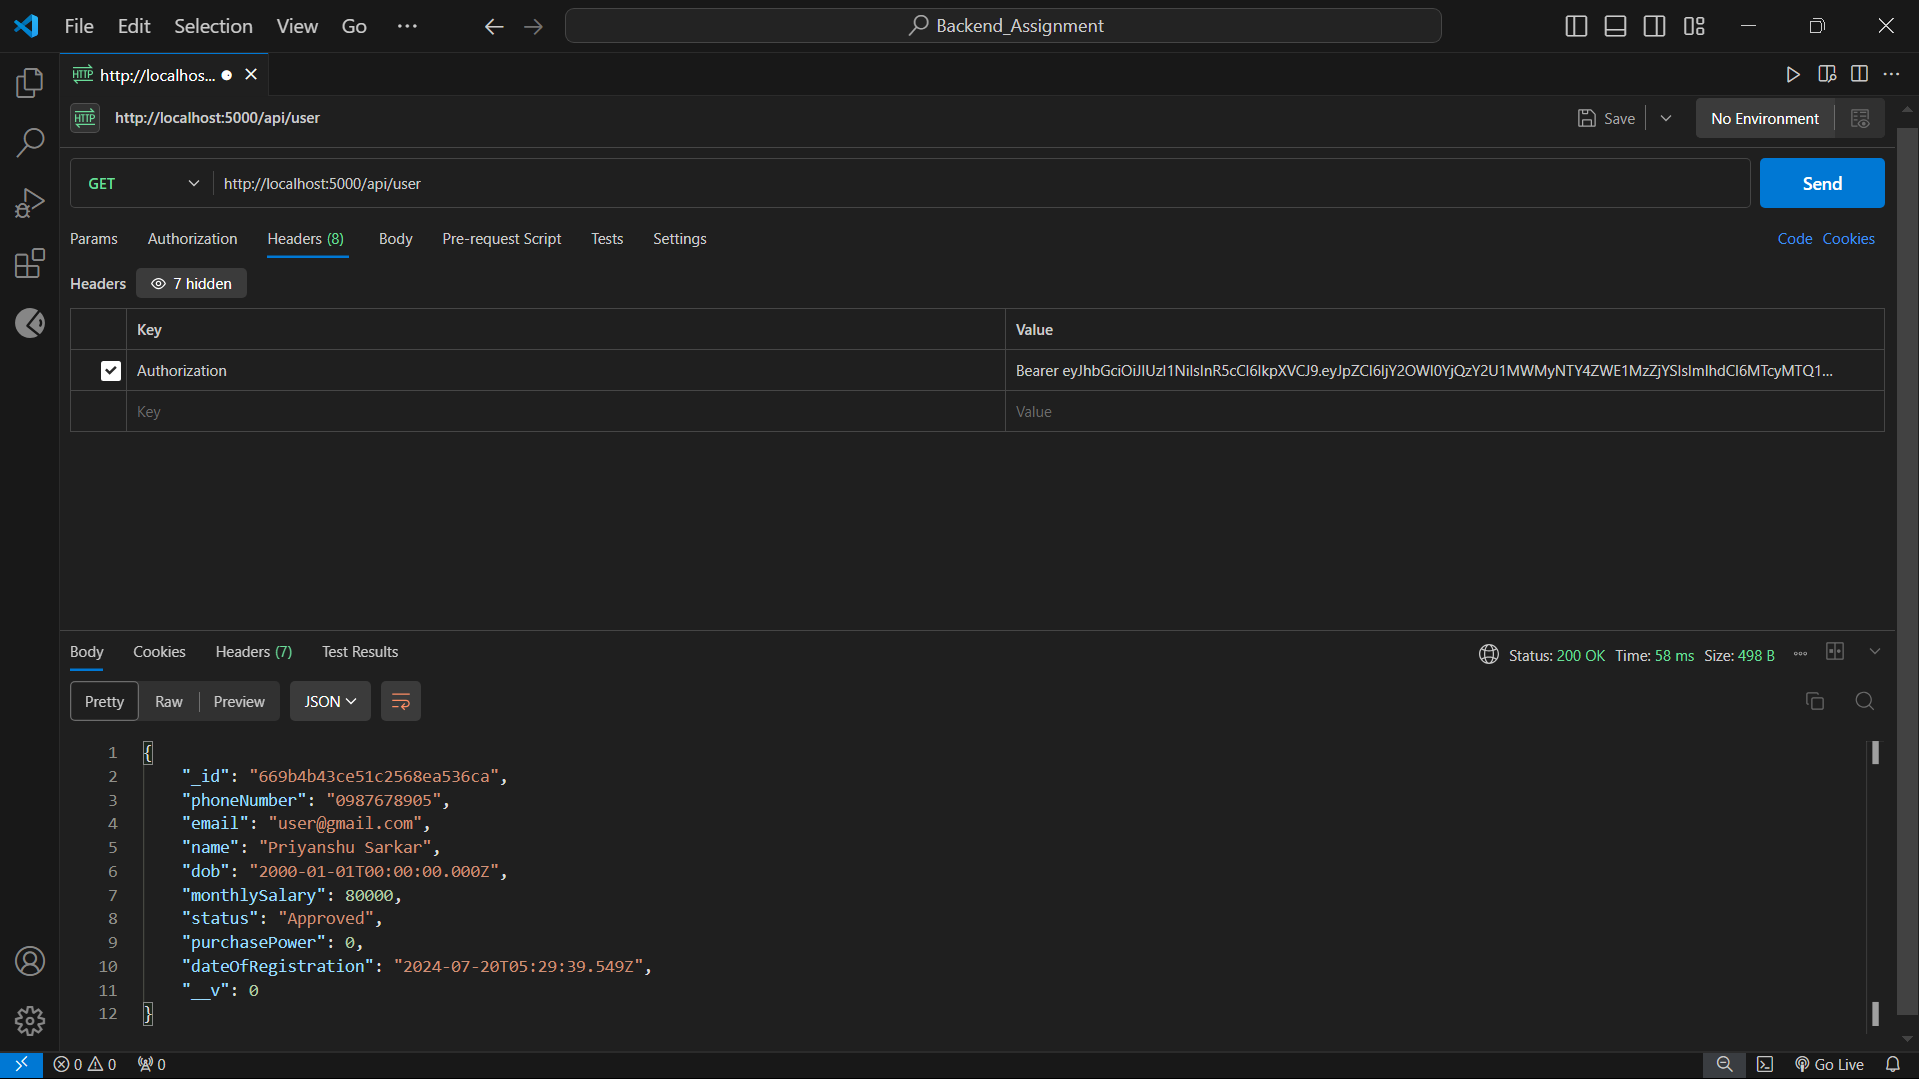 File Edit Selection View Go ··· Backend_Assignment
HTTP http://localhos...
HTTP http://localhost:5000/api/user Save No Environment
GET http://localhost:5000/api/user Send
Params Authorization Headers (8) Body Pre-request Script Tests Settings Code Cookies
Headers 7 hidden
Key Value
Authorization Bearer eyJhbGciOiJIUzI1NiIsInR5cCI6IkpXVCJ9.eyJpZCI6IjY2OWI0YjQzY2U1MWMyNTY4ZWE1MzZjYSIsImlhdCI6MTcyMTQ1...
Key Value
Body Cookies Headers (7) Test Results Status: 200 OK Time: 58 ms Size: 498 B
Pretty Raw Preview JSON
1 {
2 "_id": "669b4b43ce51c2568ea536ca",
3 "phoneNumber": "0987678905",
4 "email": "user@gmail.com",
5 "name": "Priyanshu Sarkar",
6 "dob": "2000-01-01T00:00:00.000Z",
7 "monthlySalary": 80000,
8 "status": "Approved",
9 "purchasePower": 0,
10 "dateOfRegistration": "2024-07-20T05:29:39.549Z",
11 "__v": 0
12 }
0 0 0 Go Live